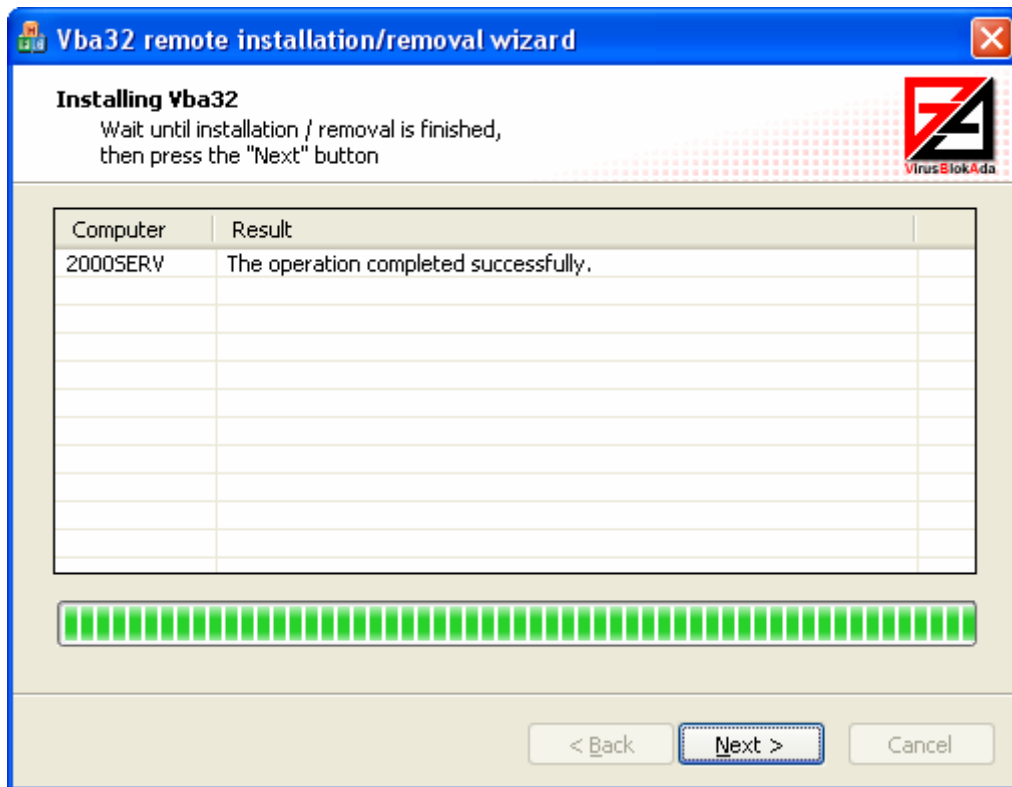 Vba32 remote installation/removal wizard
Installing Vba32
Wait until installation / removal is finished,
then press the "Next" button
VirusBlokAda
Computer Result
2000SERV The operation completed successfully.
< Back Next > Cancel